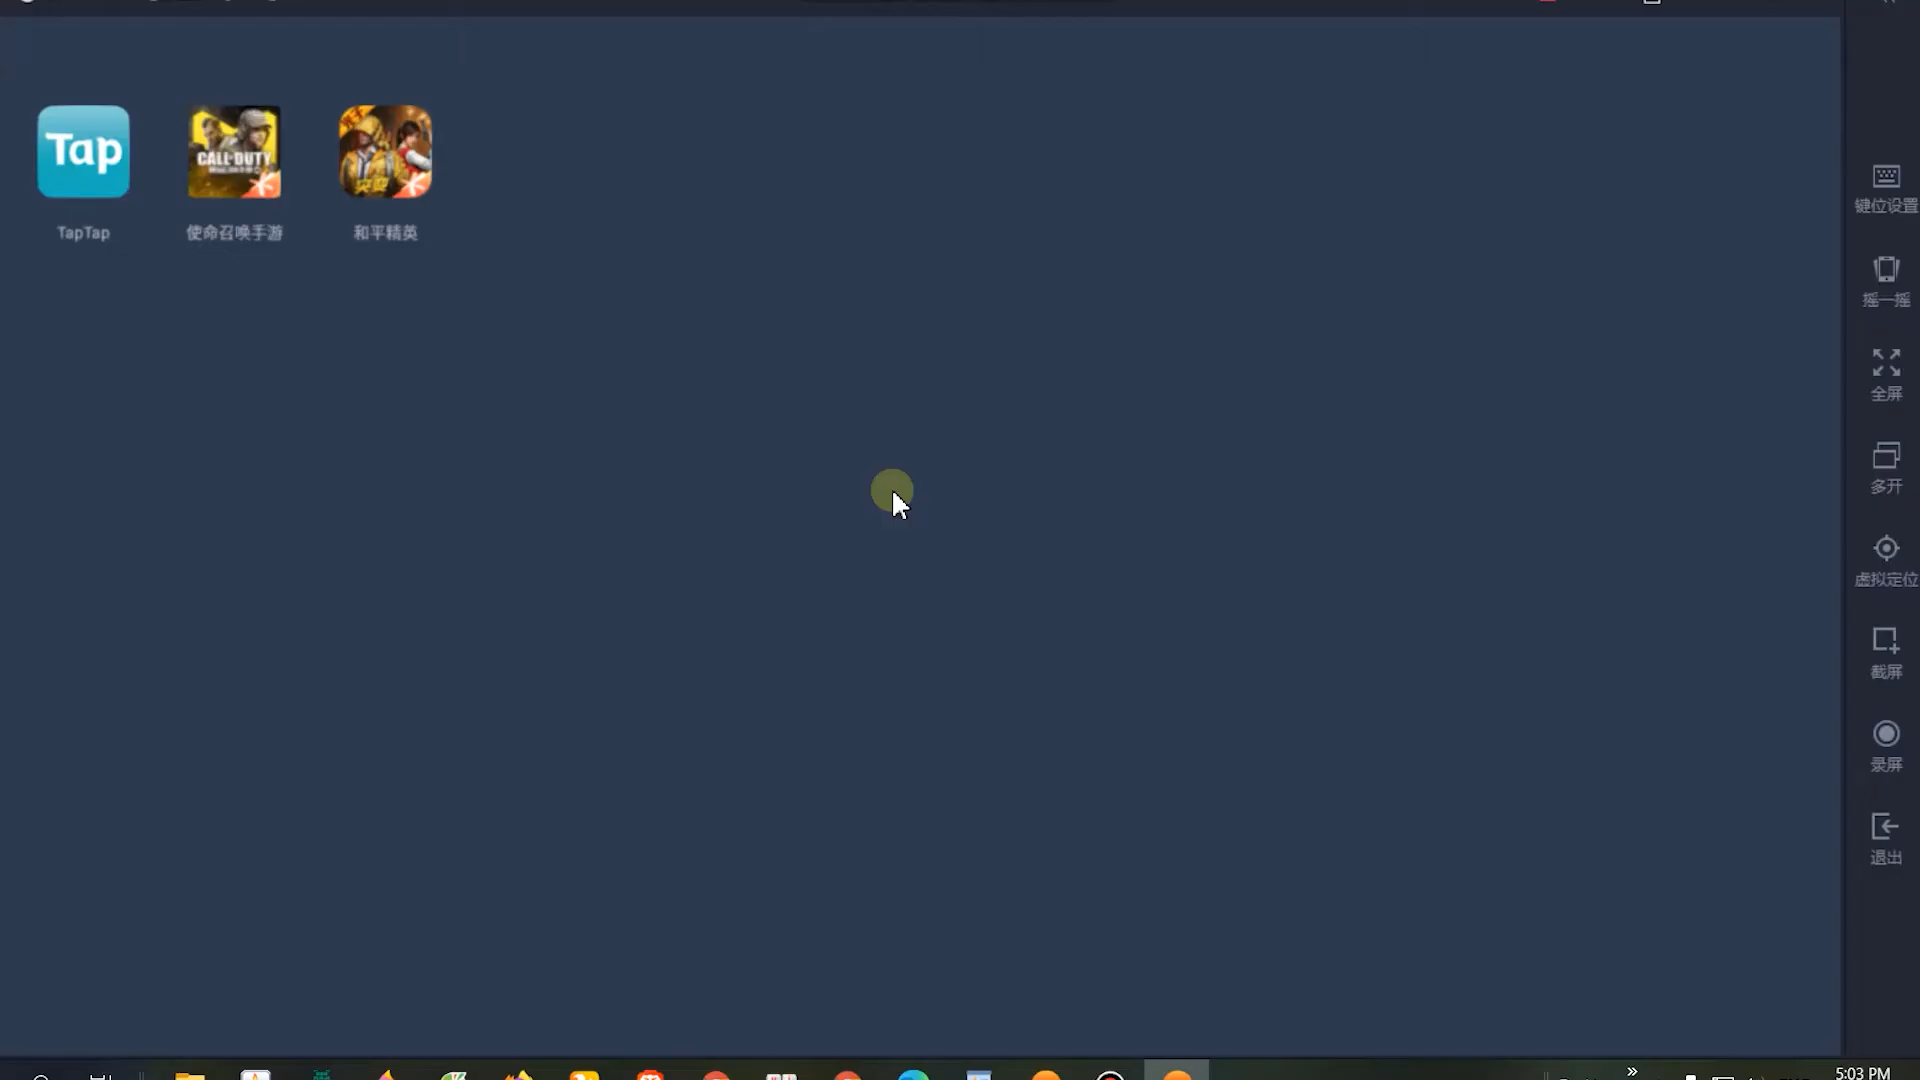 Tap
CALL DUTY
突变
TapTap
使命召唤手游
和平精英
键位设置
摇一摇
全屏
多开
虚拟定位
截屏
录屏
退出
5:03 PM